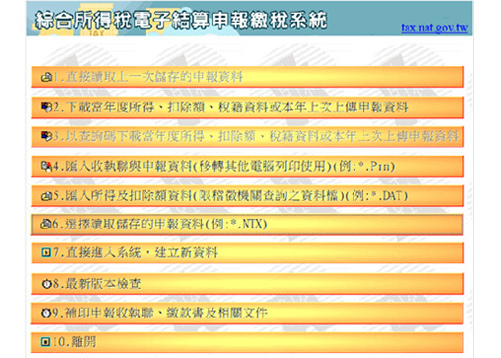 綜合所得稅電子結算申報繳稅系統
tax.nat.gov.tw
1.直接讀取上一次儲存的申報資料
2.下載當年度所得、扣除額、稅籍資料或本年上次上傳申報資料
3.以查詢碼下載當年度所得、扣除額、稅籍資料或本年上次上傳申報資料
4.匯入收執聯與申報資料(移轉其他電腦列印使用)(例:*.Prn)
5.匯入所得及扣除額資料(限稽徵機關查詢之資料檔)(例:*.DAT)
6.選擇讀取儲存的申報資料(例:*.NTX)
7.直接進入系統，建立新資料
8.最新版本檢查
9.補印申報收執聯、繳款書及相關文件
10.離開